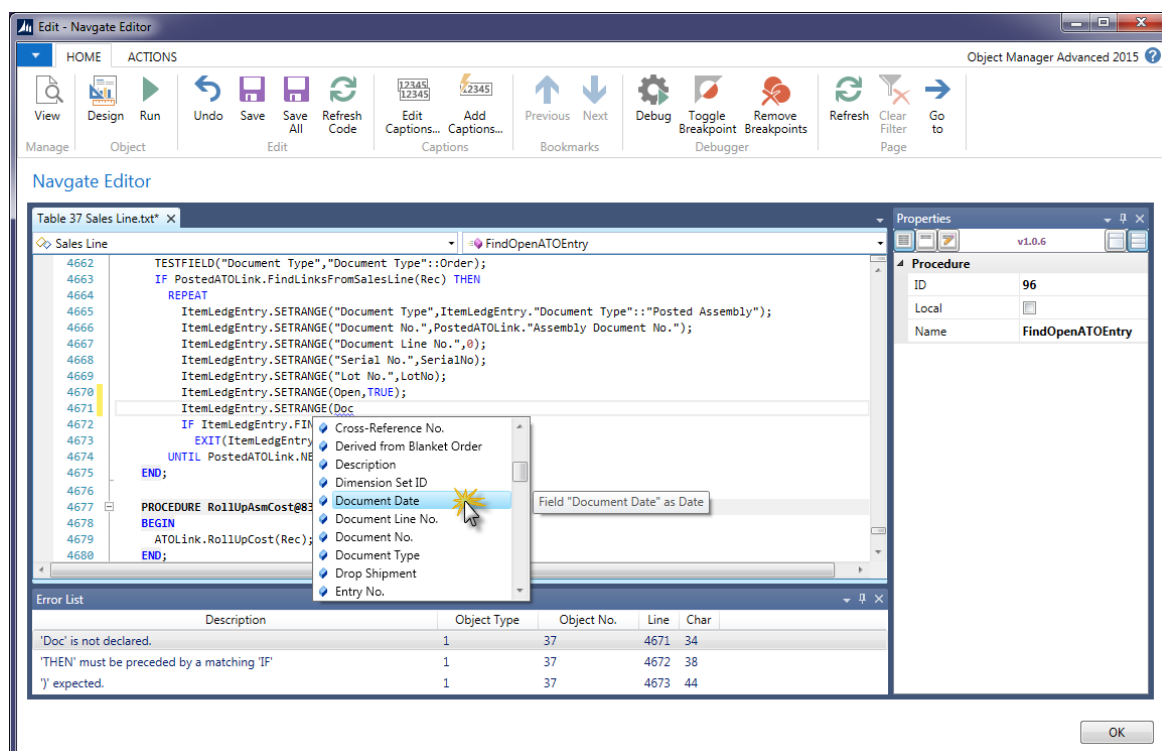 Edit - Navgate Editor
HOME ACTIONS
Object Manager Advanced 2015
View Design Run Undo Save Save All Refresh Code Edit Captions... Add Captions... Previous Next Debug Toggle Breakpoint Remove Breakpoints Refresh Clear Filter Go to
Manage Object Edit Captions Bookmarks Debugger Page
Navgate Editor
Table 37 Sales Line.txt*
Sales Line FindOpenATOEntry
4662 TESTFIELD("Document Type","Document Type"::Order);
4663 IF PostedATOLink.FindLinksFromSalesLine(Rec) THEN
4664 REPEAT
4665 ItemLedgEntry.SETRANGE("Document Type",ItemLedgEntry."Document Type"::"Posted Assembly");
4666 ItemLedgEntry.SETRANGE("Document No.",PostedATOLink."Assembly Document No.");
4667 ItemLedgEntry.SETRANGE("Document Line No.",0);
4668 ItemLedgEntry.SETRANGE("Serial No.",SerialNo);
4669 ItemLedgEntry.SETRANGE("Lot No.",LotNo);
4670 ItemLedgEntry.SETRANGE(Open,TRUE);
4671 ItemLedgEntry.SETRANGE(Doc
4672 IF ItemLedgEntry.FIN
4673 EXIT(ItemLedgEntry
4674 UNTIL PostedATOLink.NE
4675 END;
4676
4677 PROCEDURE RollUpAsmCost@83
4678 BEGIN
4679 ATOLink.RollUpCost(Rec);
4680 END;
Cross-Reference No.
Derived from Blanket Order
Description
Dimension Set ID
Document Date
Document Line No.
Document No.
Document Type
Drop Shipment
Entry No.
Field "Document Date" as Date
Properties
v1.0.6
Procedure
ID 96
Local
Name FindOpenATOEntry
Error List
Description Object Type Object No. Line Char
'Doc' is not declared. 1 37 4671 34
'THEN' must be preceded by a matching 'IF' 1 37 4672 38
')' expected. 1 37 4673 44
OK